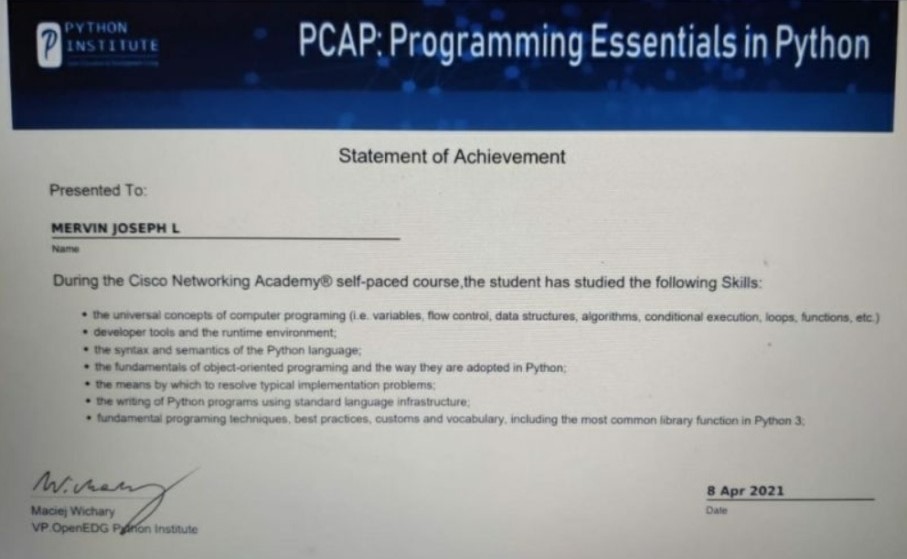 PYTHON
INSTITUTE
PCAP: Programming Essentials in Python
Statement of Achievement
Presented To:
MERVIN JOSEPH L
Name
During the Cisco Networking Academy® self-paced course,the student has studied the following Skills:
• the universal concepts of computer programing (i.e. variables, flow control, data structures, algorithms, conditional execution, loops, functions, etc.)
• developer tools and the runtime environment;
• the syntax and semantics of the Python language;
• the fundamentals of object-oriented programing and the way they are adopted in Python;
• the means by which to resolve typical implementation problems;
• the writing of Python programs using standard language infrastructure;
• fundamental programing techniques, best practices, customs and vocabulary, including the most common library function in Python 3;
Maciej Wichary
VP.OpenEDG Python Institute
8 Apr 2021
Date